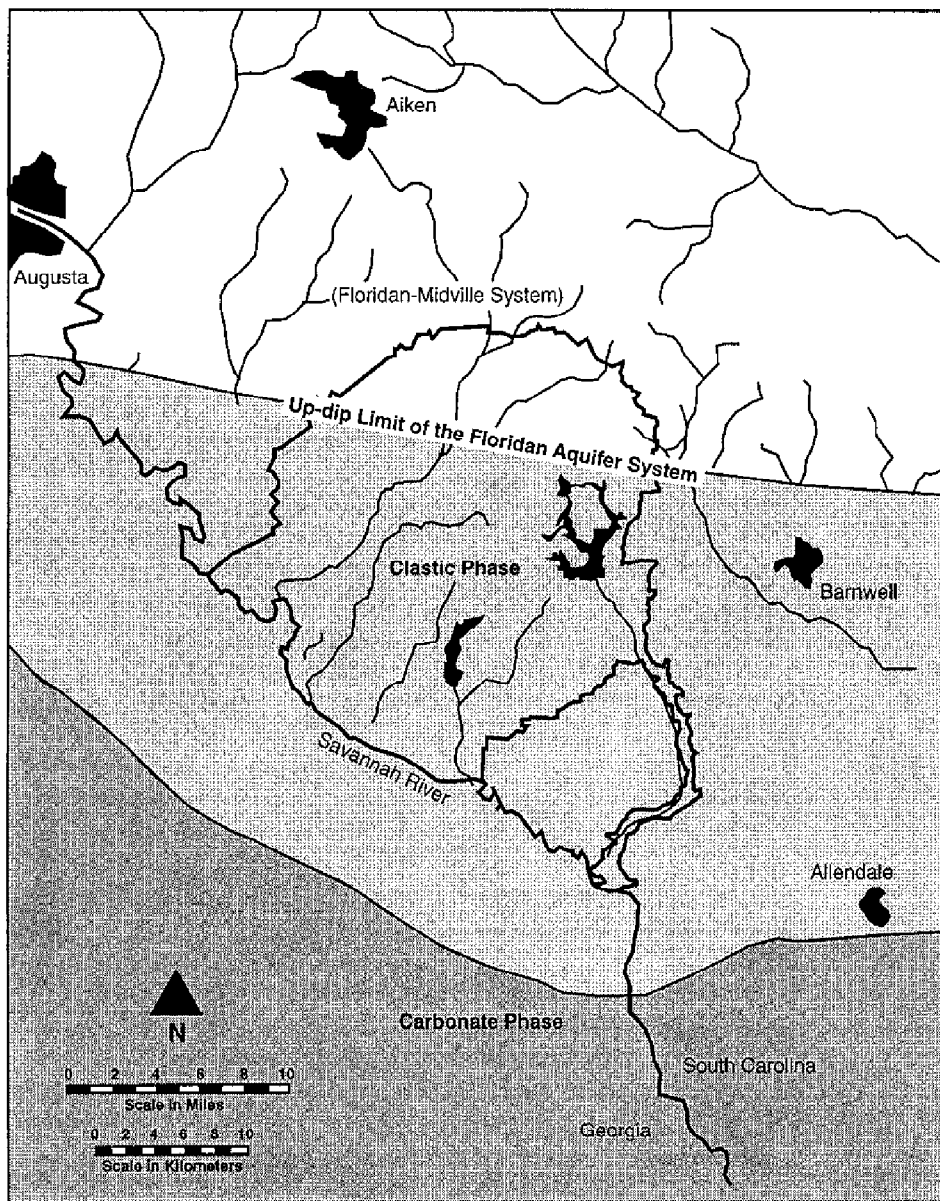 Aiken
Augusta
(Floridan-Midville System)
Up-dip Limit of the Floridan Aquifer System
Clastic Phase
Barnwell
Savannah River
Allendale
N
Carbonate Phase
0 2 4 6 8 10
Scale in Miles
South Carolina
Georgia
0 2 4 6 8 10
Scale in Kilometers